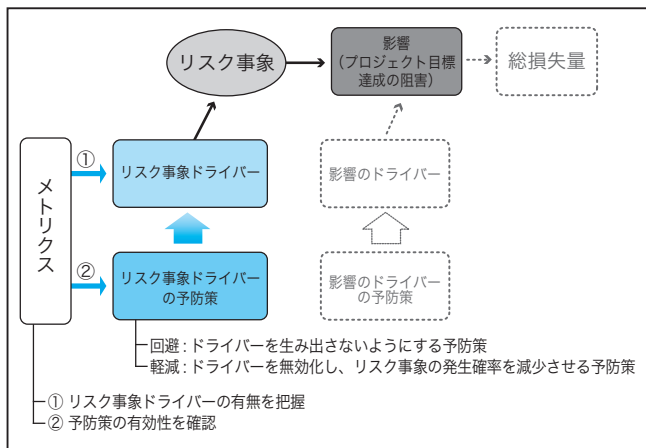 リスク事象
影響
(プロジェクト目標
達成の阻害)
総損失量
メトリクス
①
リスク事象ドライバー
影響のドライバー
②
リスク事象ドライバー
の予防策
影響のドライバー
の予防策
回避:ドライバーを生み出さないようにする予防策
軽減:ドライバーを無効化し、リスク事象の発生確率を減少させる予防策
① リスク事象ドライバーの有無を把握
② 予防策の有効性を確認